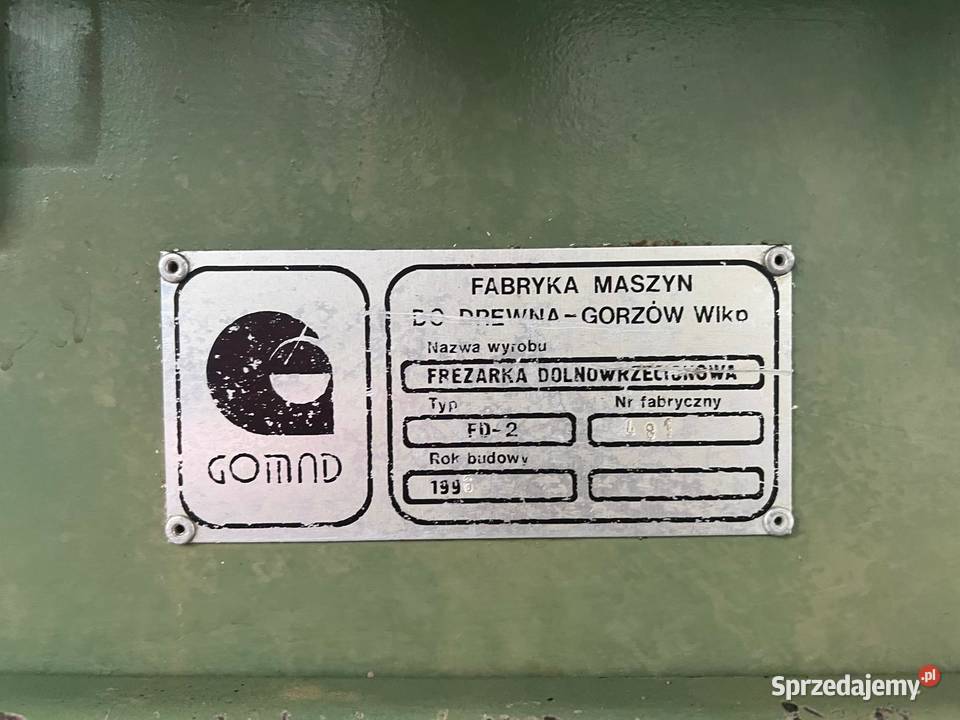 GOMAD
FABRYKA MASZYN
DO DREWNA-GORZÓW Wlkp
Nazwa wyrobu
FREZARKA DOLNOWRZECIONOWA
Typ
Nr fabryczny
FD-2
Rok budowy
Sprzedajemy.pl